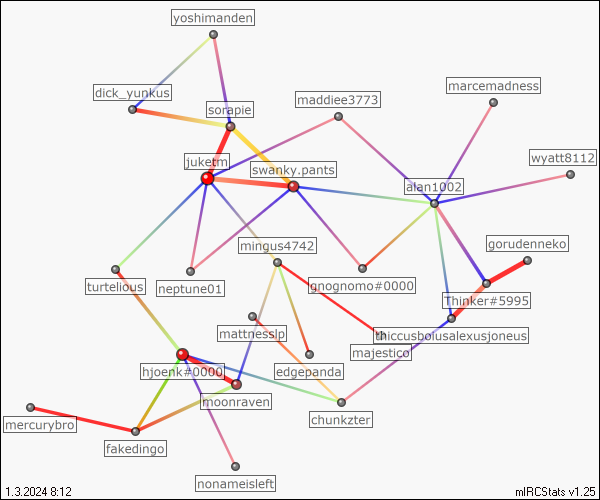 yoshimanden
marcemadness
dick_yunkus
maddiee3773
sorapie
wyatt8112
juketm
swanky.pants
alan1002
mingus4742
gorudenneko
turtelious
neptune01
gnognomo#0000
Thinker#5995
mattnesslp
thiccusbolusalexusjoneus
majestico
hjoenk#0000
edgepanda
moonraven
mercurybro
chunkzter
fakedingo
nonameisleft
1.3.2024 8:12
mIRCStats v1.25